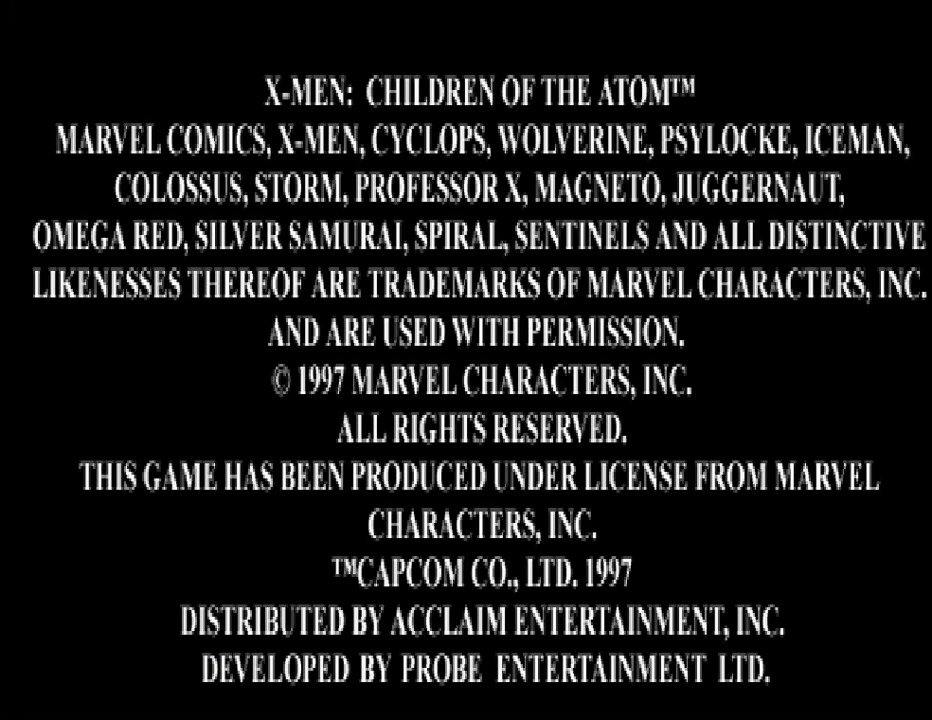 X-MEN: CHILDREN OF THE ATOM™
MARVEL COMICS, X-MEN, CYCLOPS, WOLVERINE, PSYLOCKE, ICEMAN,
COLOSSUS, STORM, PROFESSOR X, MAGNETO, JUGGERNAUT,
OMEGA RED, SILVER SAMURAI, SPIRAL, SENTINELS AND ALL DISTINCTIVE
LIKENESSES THEREOF ARE TRADEMARKS OF MARVEL CHARACTERS, INC.
AND ARE USED WITH PERMISSION.
© 1997 MARVEL CHARACTERS, INC.
ALL RIGHTS RESERVED.
THIS GAME HAS BEEN PRODUCED UNDER LICENSE FROM MARVEL
CHARACTERS, INC.
™CAPCOM CO., LTD. 1997
DISTRIBUTED BY ACCLAIM ENTERTAINMENT, INC.
DEVELOPED BY PROBE ENTERTAINMENT LTD.